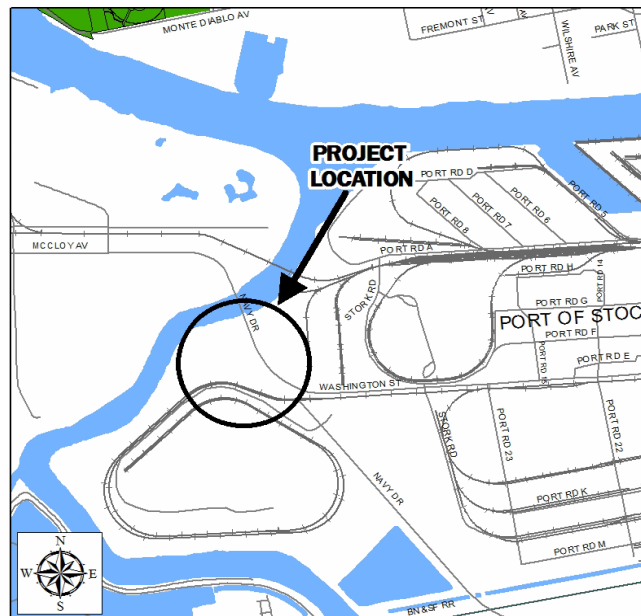 MONTE DIABLO AV
FREMONT ST
WILSHIRE AV
PARK ST
PROJECT
LOCATION
PORT RD D
PORT RD 5
PORT RD 6
PORT RD 7
PORT RD 8
PORT RD A
MCCLOY AV
PORT RD H
PORT RD 14
STORK RD
NAVY DR
PORT RD G
PORT OF STOC
PORT RD F
PORT RD E
WASHINGTON ST
STORK RD
PORT RD 23
PORT RD 22
NAVY DR
PORT RD K
PORT RD M
BN&SF RR
N
W
E
S